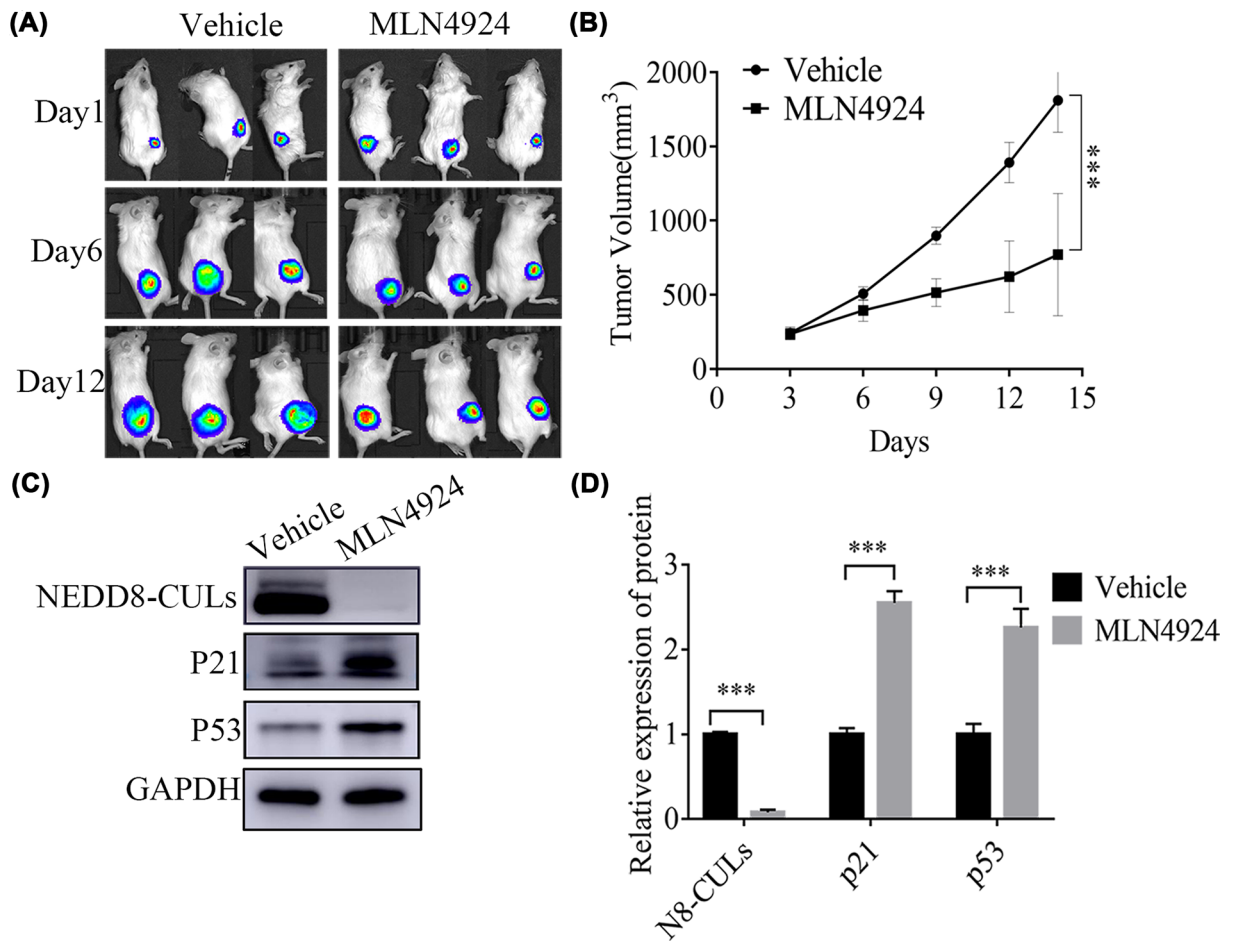 (A)
Vehicle
MLN4924
Day1
Day6
Day12
(B)
Vehicle
MLN4924
Tumor Volume(mm³)
2000
1500
1000
500
0
0
3
6
9
12
15
Days
***
(C)
Vehicle
MLN4924
NEDD8-CULs
P21
P53
GAPDH
(D)
Relative expression of protein
3
2
1
0
***
***
***
Vehicle
MLN4924
N8-CULs
p21
p53